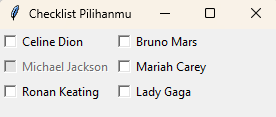 Checklist Pilihanmu
Celine Dion
Bruno Mars
Michael Jackson
Mariah Carey
Ronan Keating
Lady Gaga